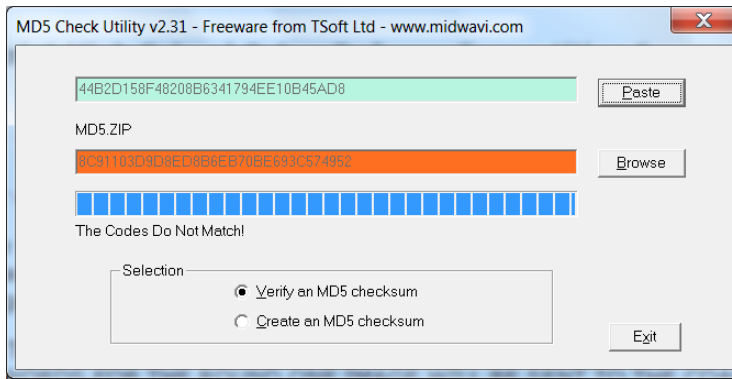 MD5 Check Utility v2.31 - Freeware from TSoft Ltd - www.midwavi.com
44B2D158F48208B6341794EE10B45AD8
Paste
MD5.ZIP
8C91103D9D8ED8B6EB70BE693C574952
Browse
The Codes Do Not Match!
Selection
Verify an MD5 checksum
Create an MD5 checksum
Exit